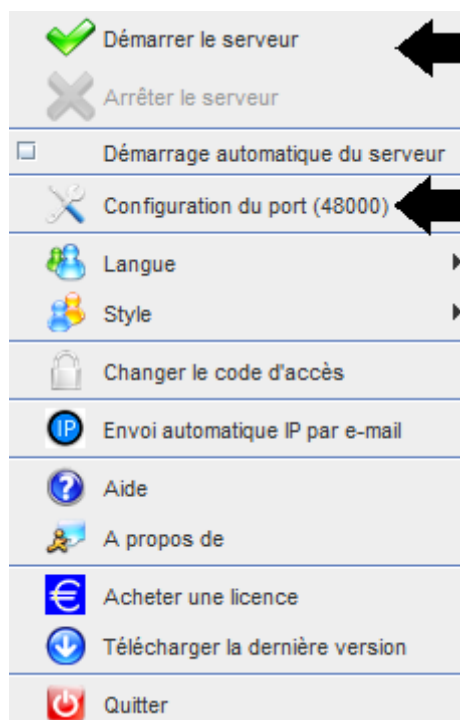 Démarrer le serveur
Arrêter le serveur
Démarrage automatique du serveur
Configuration du port (48000)
Langue
Style
Changer le code d'accès
IP Envoi automatique IP par e-mail
Aide
A propos de
Acheter une licence
Télécharger la dernière version
Quitter